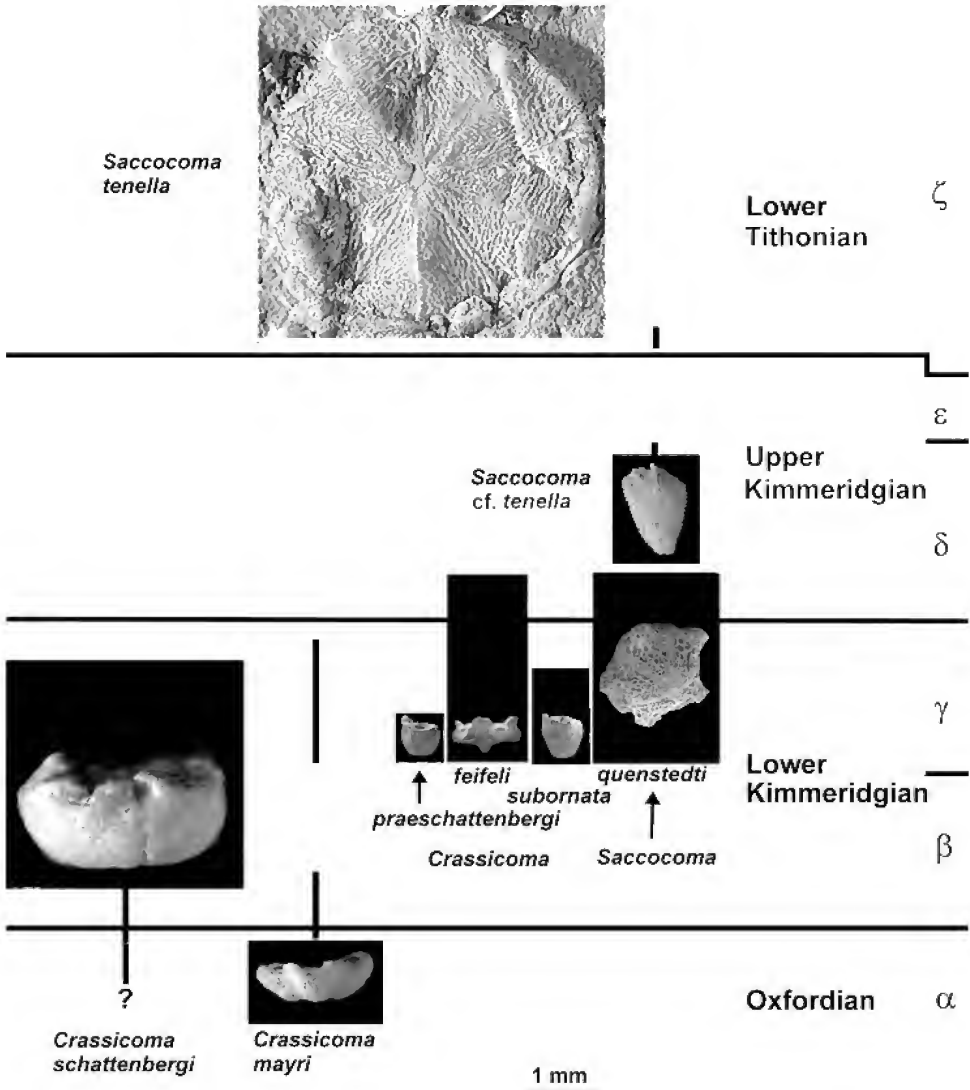 Saccocoma
tenella
Lower
Tithonian
ζ
ε
Upper
Kimmeridgian
Saccocoma
cf. tenella
δ
γ
feifeli
quenstedti
subornata
praeschattenbergi
Lower
Kimmeridgian
Crassicoma
Saccocoma
β
?
Oxfordian
α
Crassicoma
schattenbergi
Crassicoma
mayri
1 mm